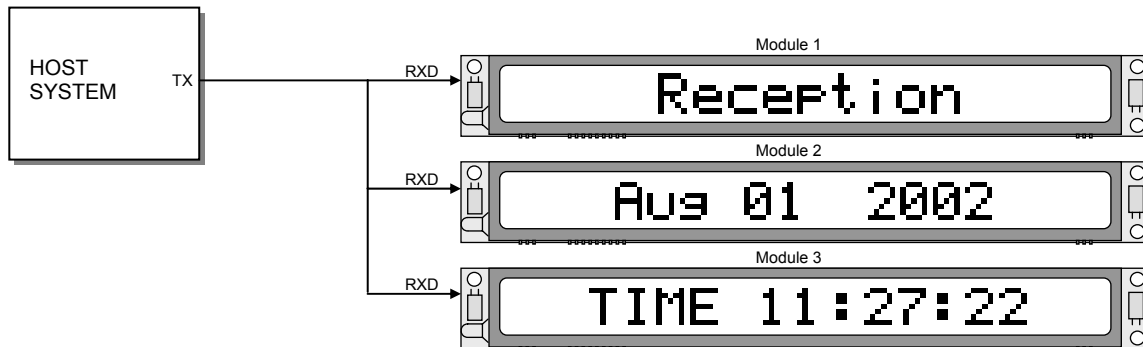 HOST
SYSTEM
TX
Module 1
RXD
Reception
Module 2
RXD
Aug 01 2002
Module 3
RXD
TIME 11:27:22